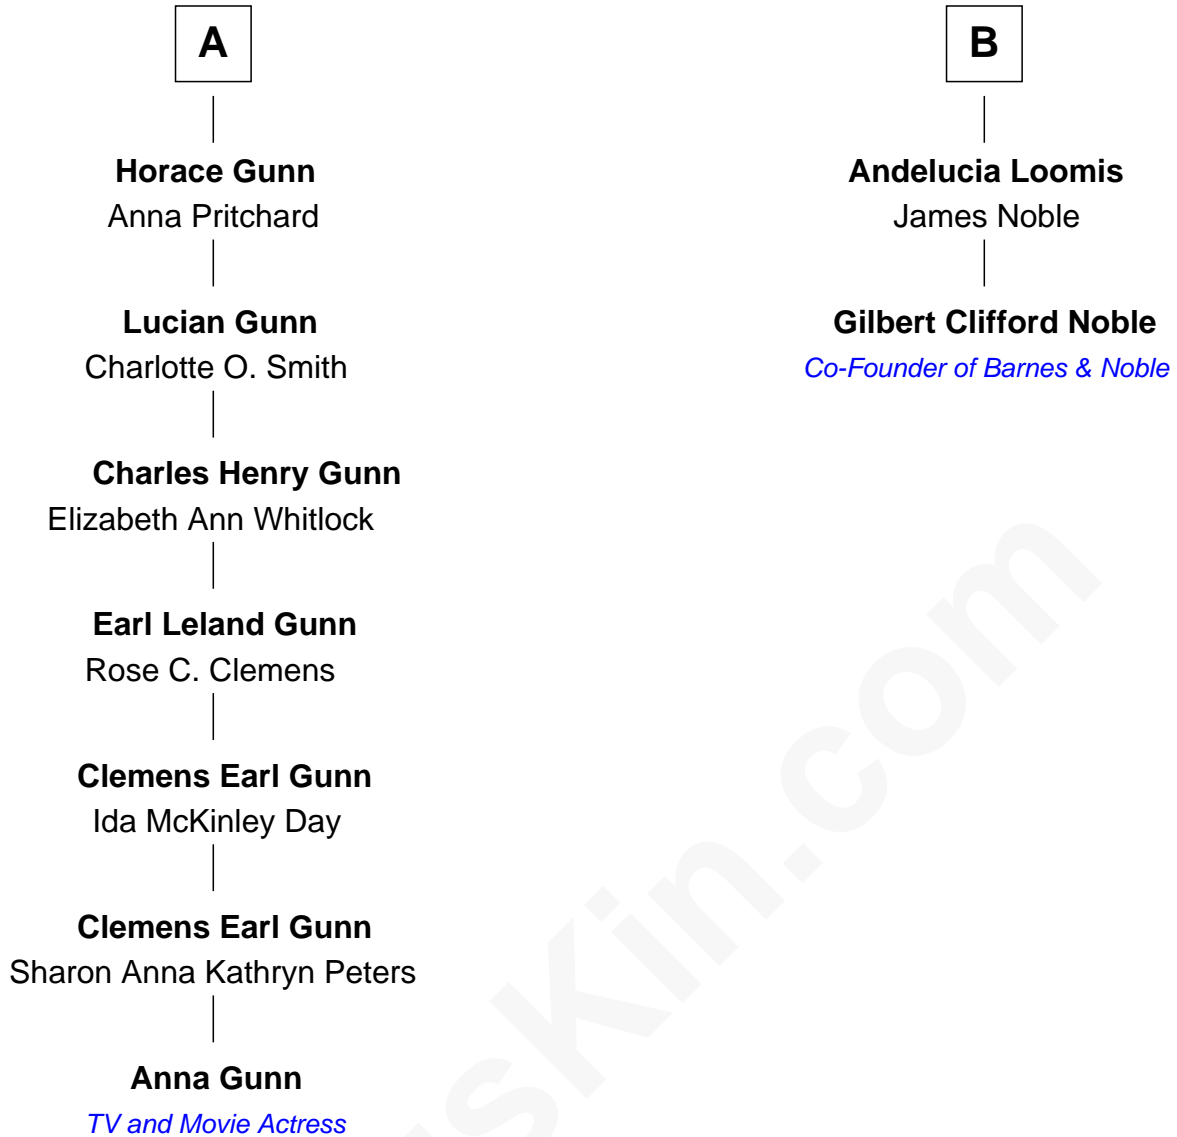 A
Horace Gunn
Anna Pritchard
Lucian Gunn
Charlotte O. Smith
Charles Henry Gunn
Elizabeth Ann Whitlock
Earl Leland Gunn
Rose C. Clemens
Clemens Earl Gunn
Ida McKinley Day
Clemens Earl Gunn
Sharon Anna Kathryn Peters
Anna Gunn
TV and Movie Actress
B
Andelucia Loomis
James Noble
Gilbert Clifford Noble
Co-Founder of Barnes & Noble